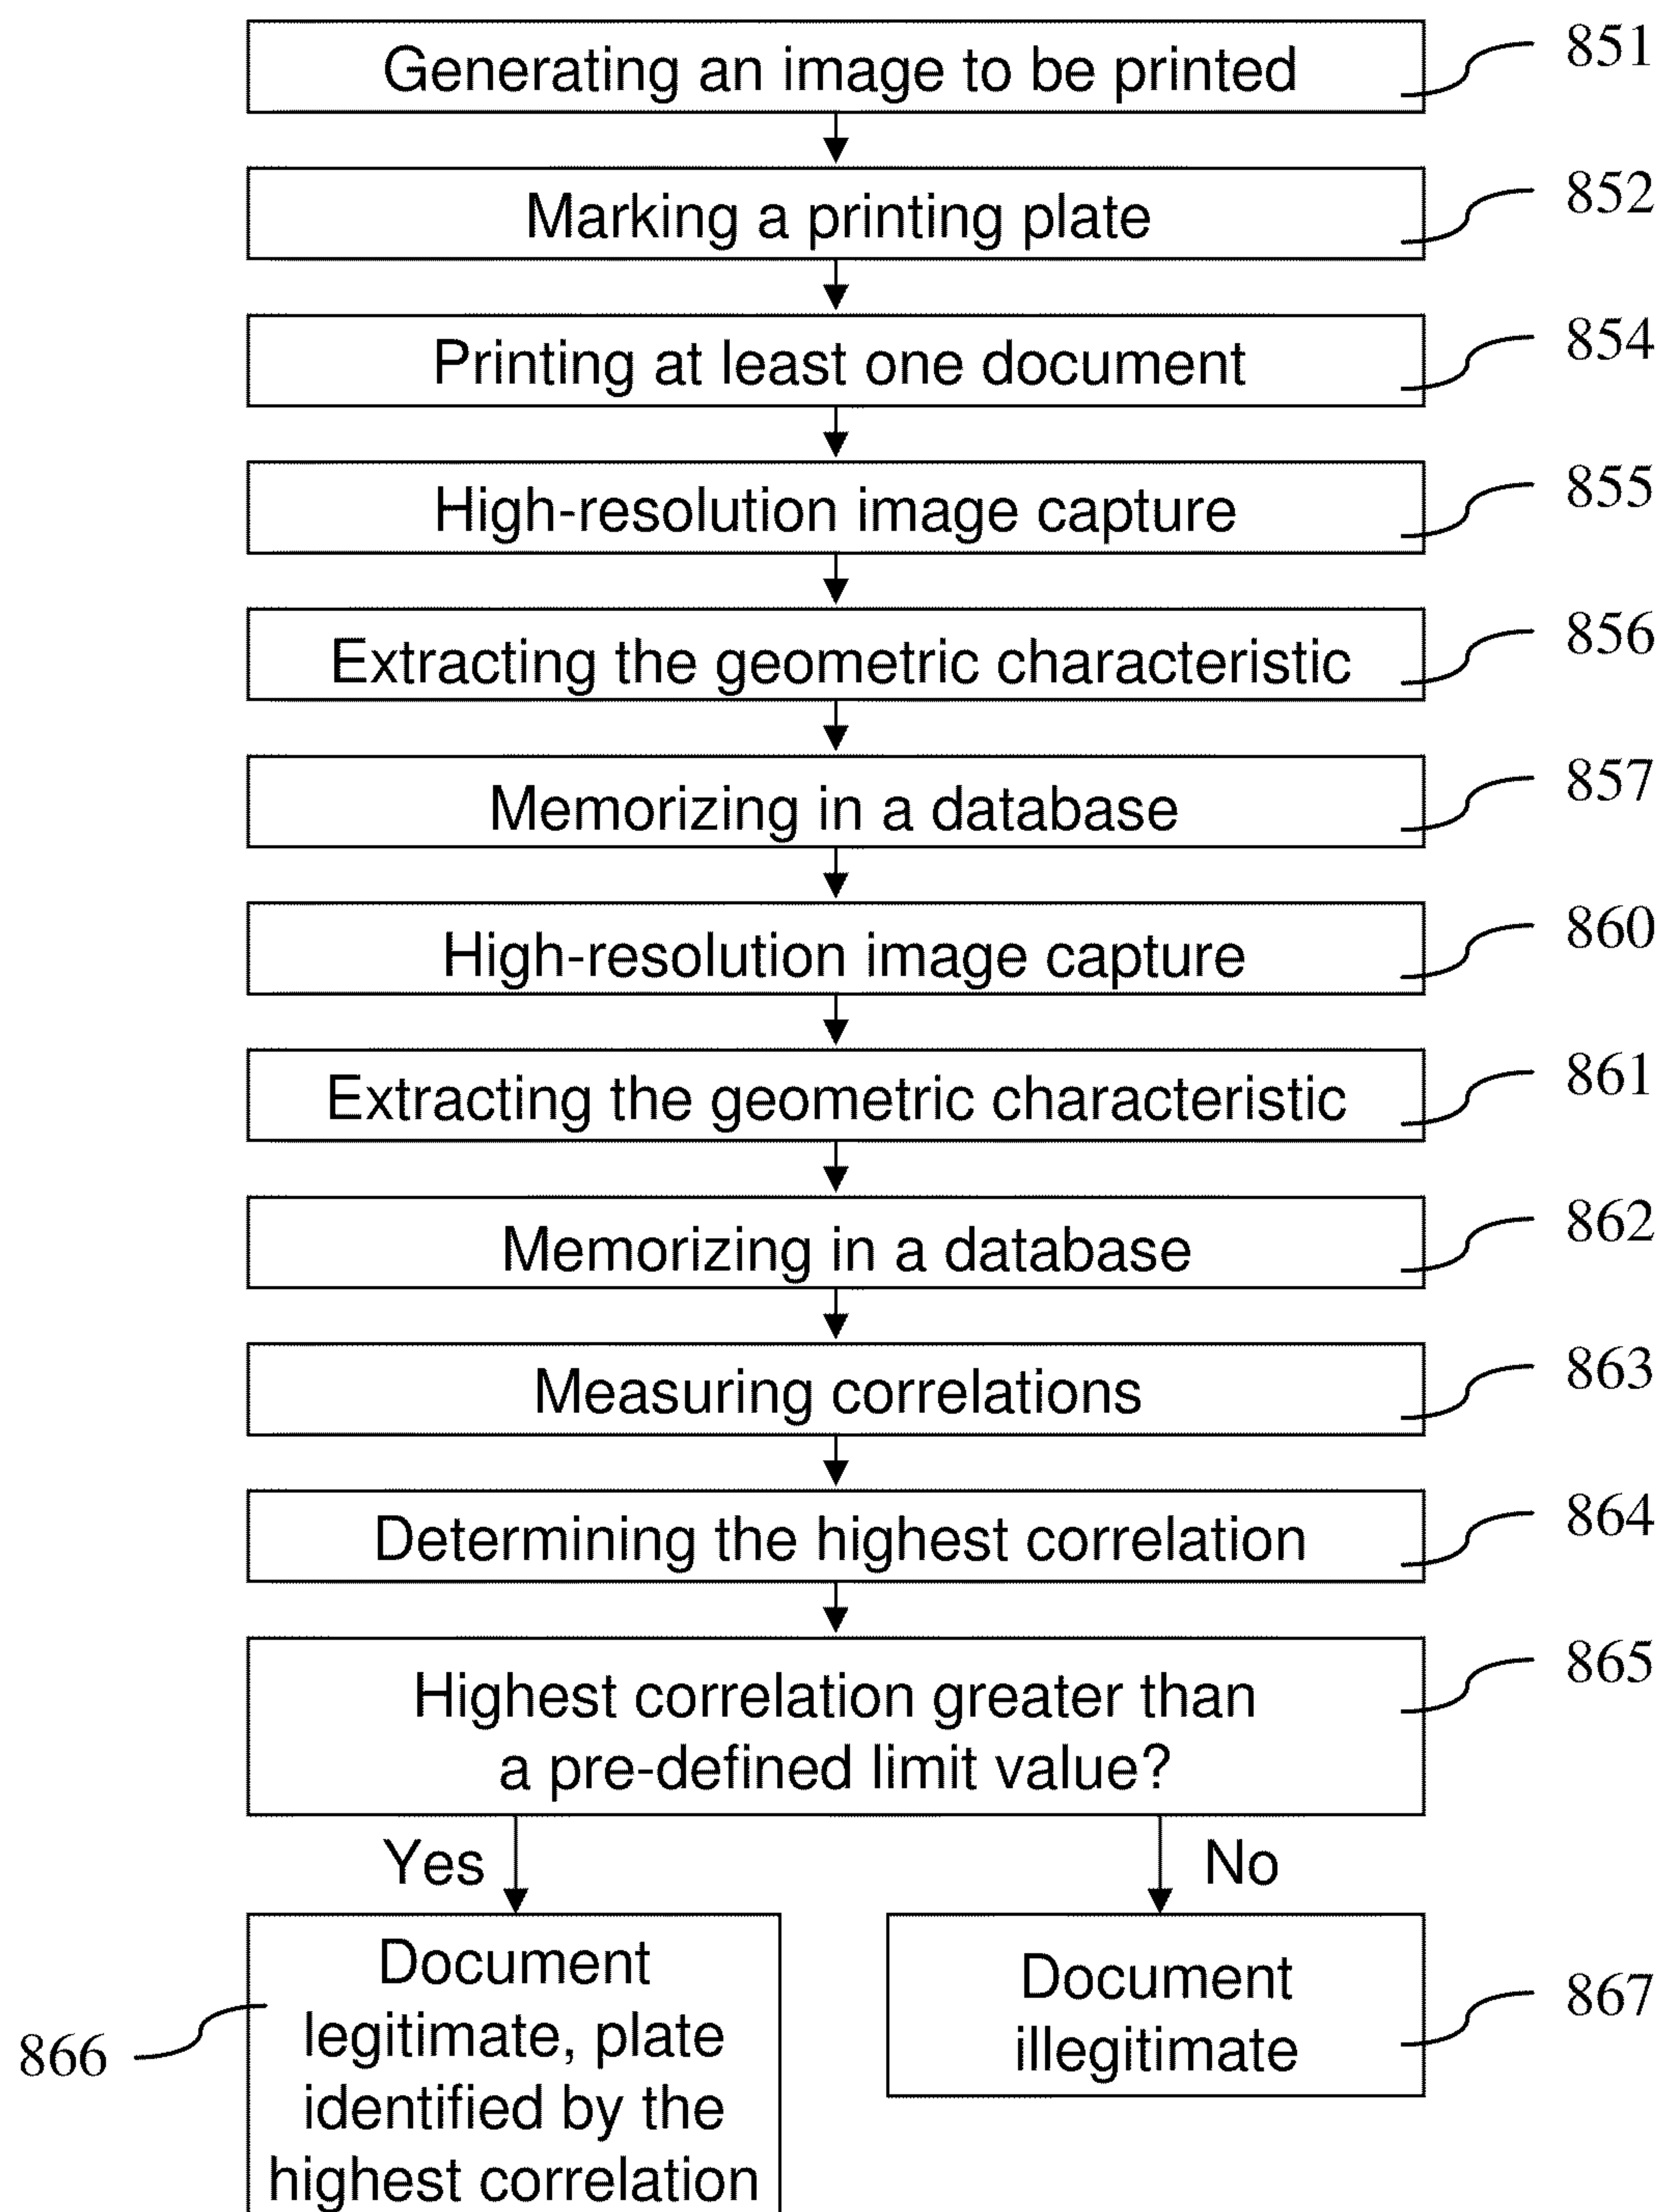 Generating an image to be printed 851
Marking a printing plate 852
Printing at least one document 854
High-resolution image capture 855
Extracting the geometric characteristic 856
Memorizing in a database 857
High-resolution image capture 860
Extracting the geometric characteristic 861
Memorizing in a database 862
Measuring correlations 863
Determining the highest correlation 864
Highest correlation greater than 865
a pre-defined limit value?
Yes No
Document
legitimate, plate
identified by the
highest correlation
866
Document
illegitimate
867